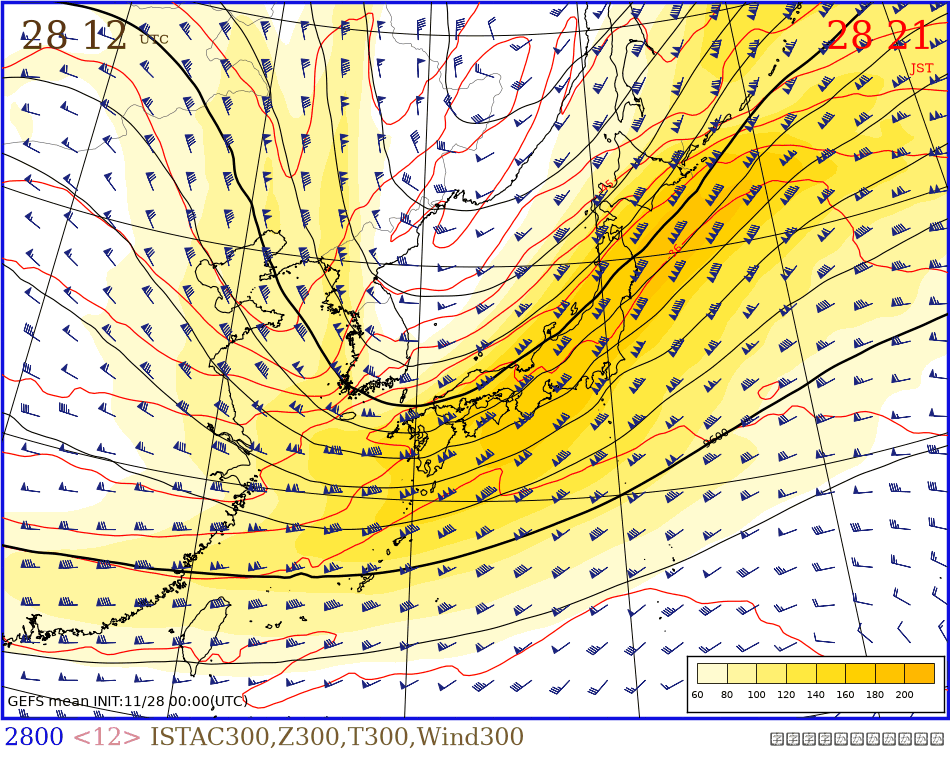 28 12 UTC
28 21
JST
9600
60 80 100 120 140 160 180 200
GEFS mean INIT:11/28 00:00(UTC)
2800 <12> ISTAC300,Z300,T300,Wind300